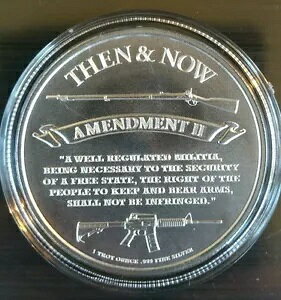 THEN & NOW
AMENDMENT II
"A WELL REGULATED MILITIA,
BEING NECESSARY TO THE SECURITY
OF A FREE STATE, THE RIGHT OF THE
PEOPLE TO KEEP AND BEAR ARMS,
SHALL NOT BE INFRINGED."
1 TROY OUNCE .999 FINE SILVER